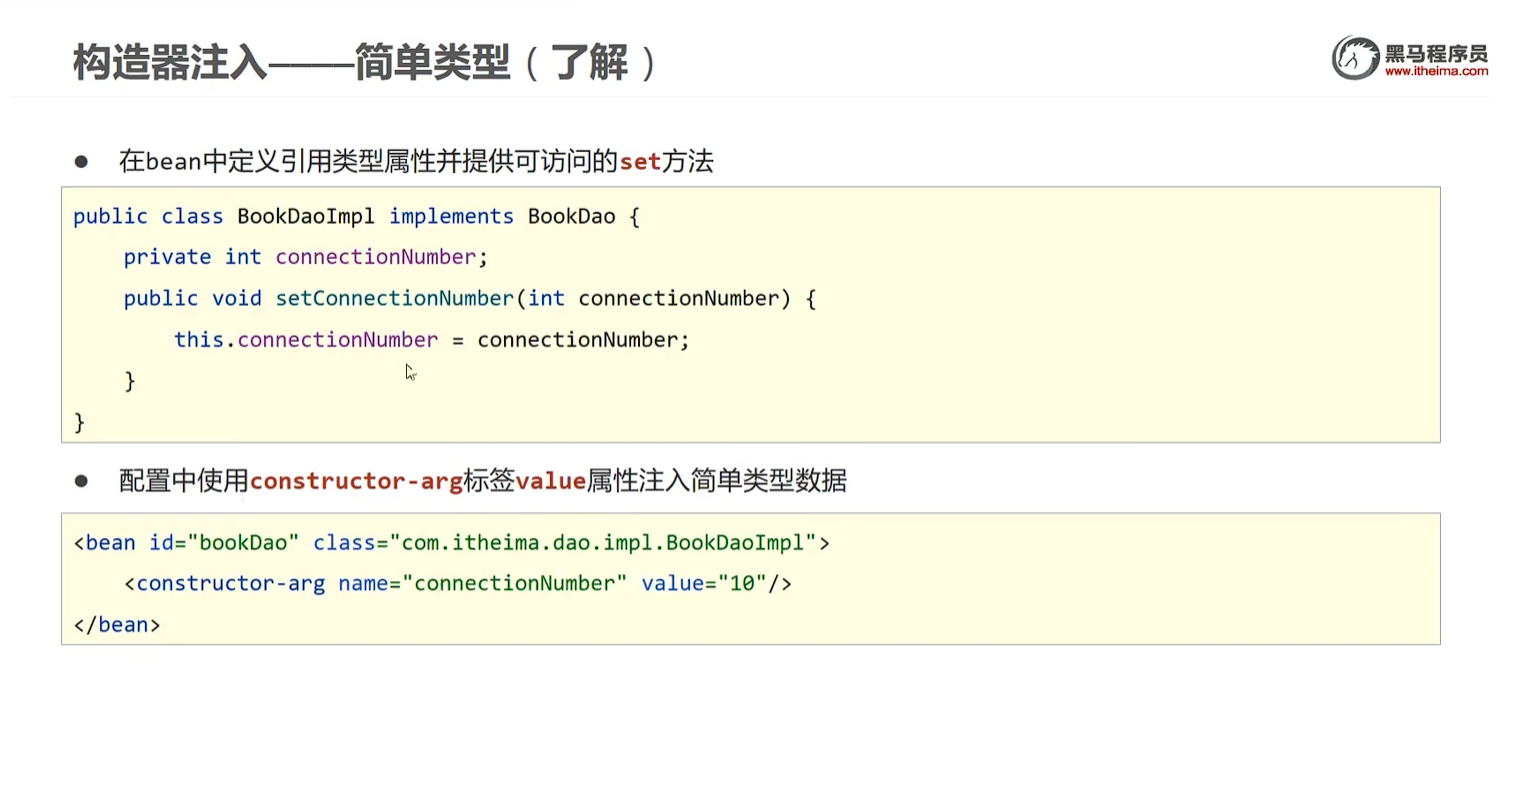 构造器注入——简单类型（了解）
黑马程序员
www.itheima.com
● 在bean中定义引用类型属性并提供可访问的set方法
public class BookDaoImpl implements BookDao {
    private int connectionNumber;
    public void setConnectionNumber(int connectionNumber) {
        this.connectionNumber = connectionNumber;
    }
}
● 配置中使用constructor-arg标签value属性注入简单类型数据
<bean id="bookDao" class="com.itheima.dao.impl.BookDaoImpl">
    <constructor-arg name="connectionNumber" value="10"/>
</bean>